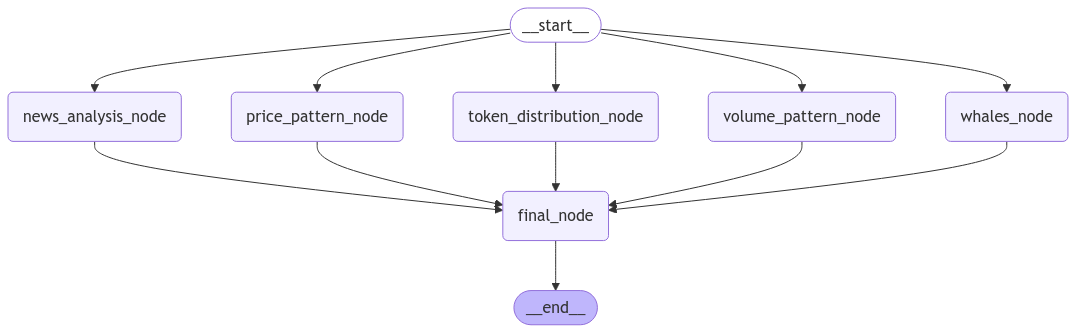 __start__
news_analysis_node
price_pattern_node
token_distribution_node
volume_pattern_node
whales_node
final_node
__end__